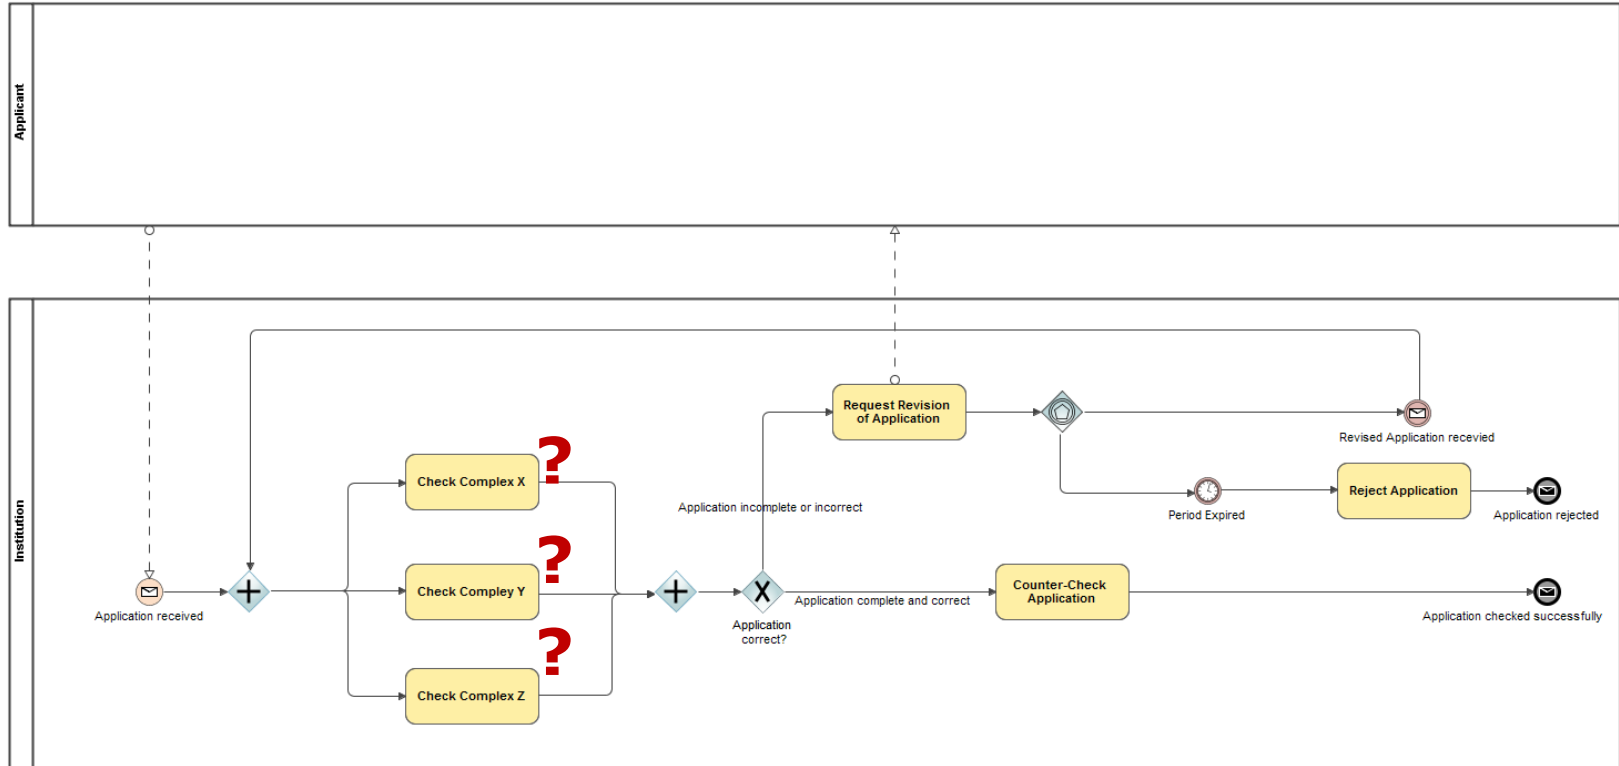 Applicant
Institution
Application received
Check Complex X
?
Check Compley Y
?
Check Complex Z
?
Application
correct?
Application incomplete or incorrect
Application complete and correct
Request Revision
of Application
Revised Application recevied
Period Expired
Reject Application
Application rejected
Counter-Check
Application
Application checked successfully